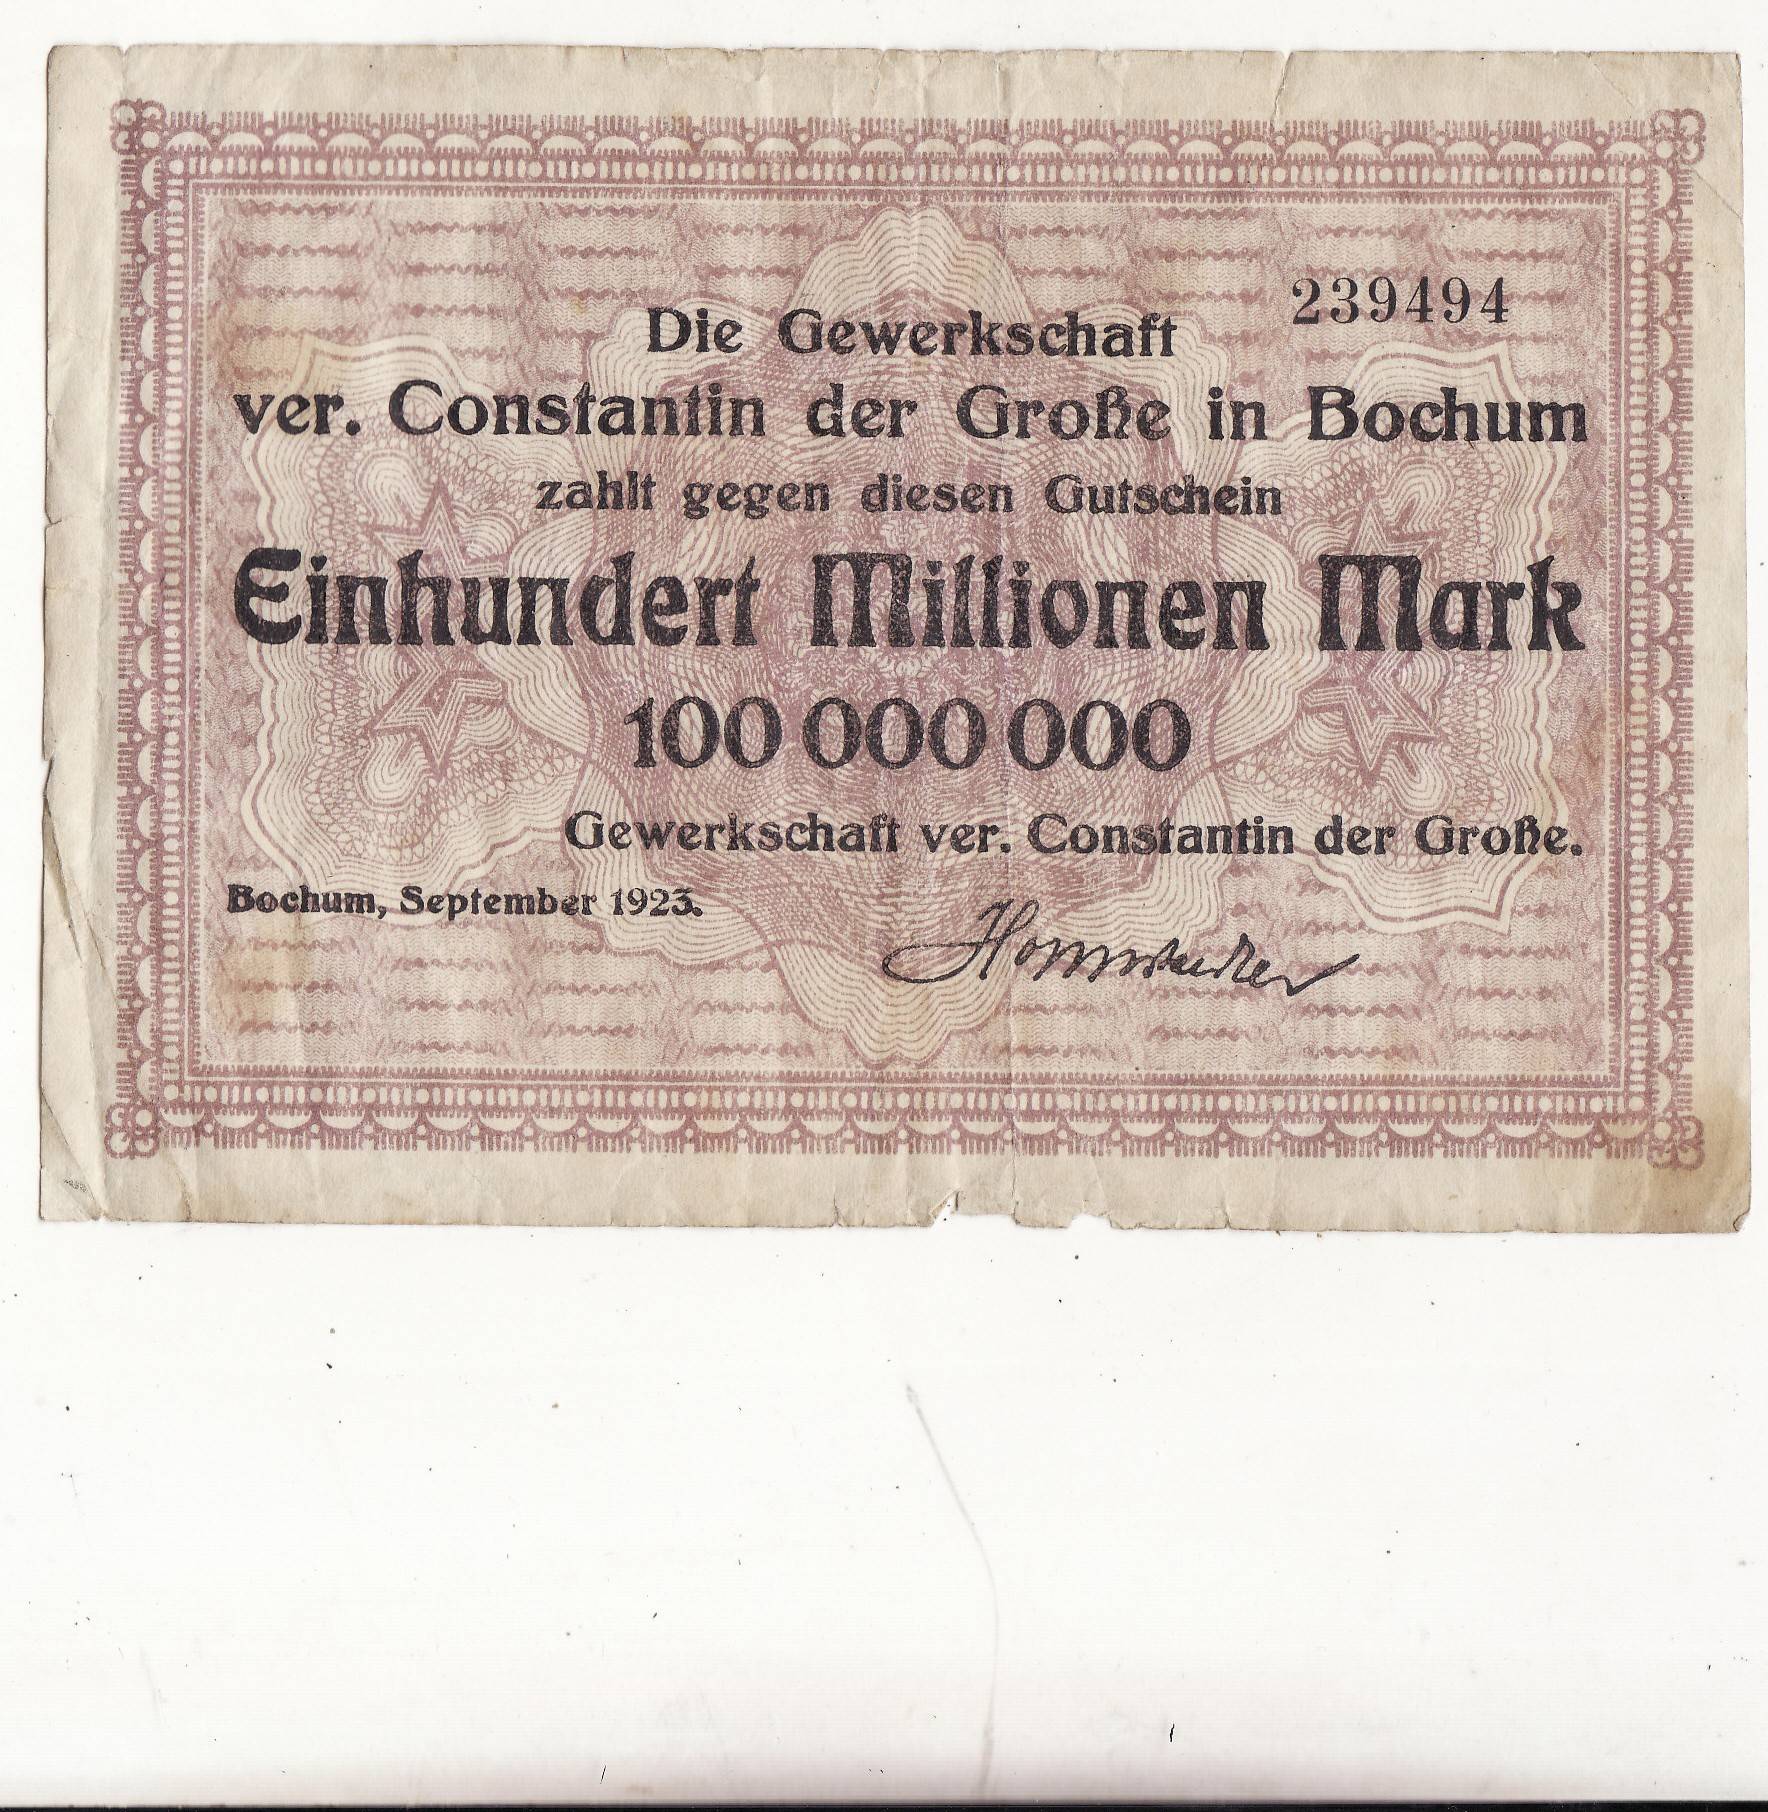 239494
Die Gewerkschaft
ver. Constantin der Große in Bochum
zahlt gegen diesen Gutschein
Einhundert Millionen Mark
100 000 000
Gewerkschaft ver. Constantin der Große.
Bochum, September 1923.